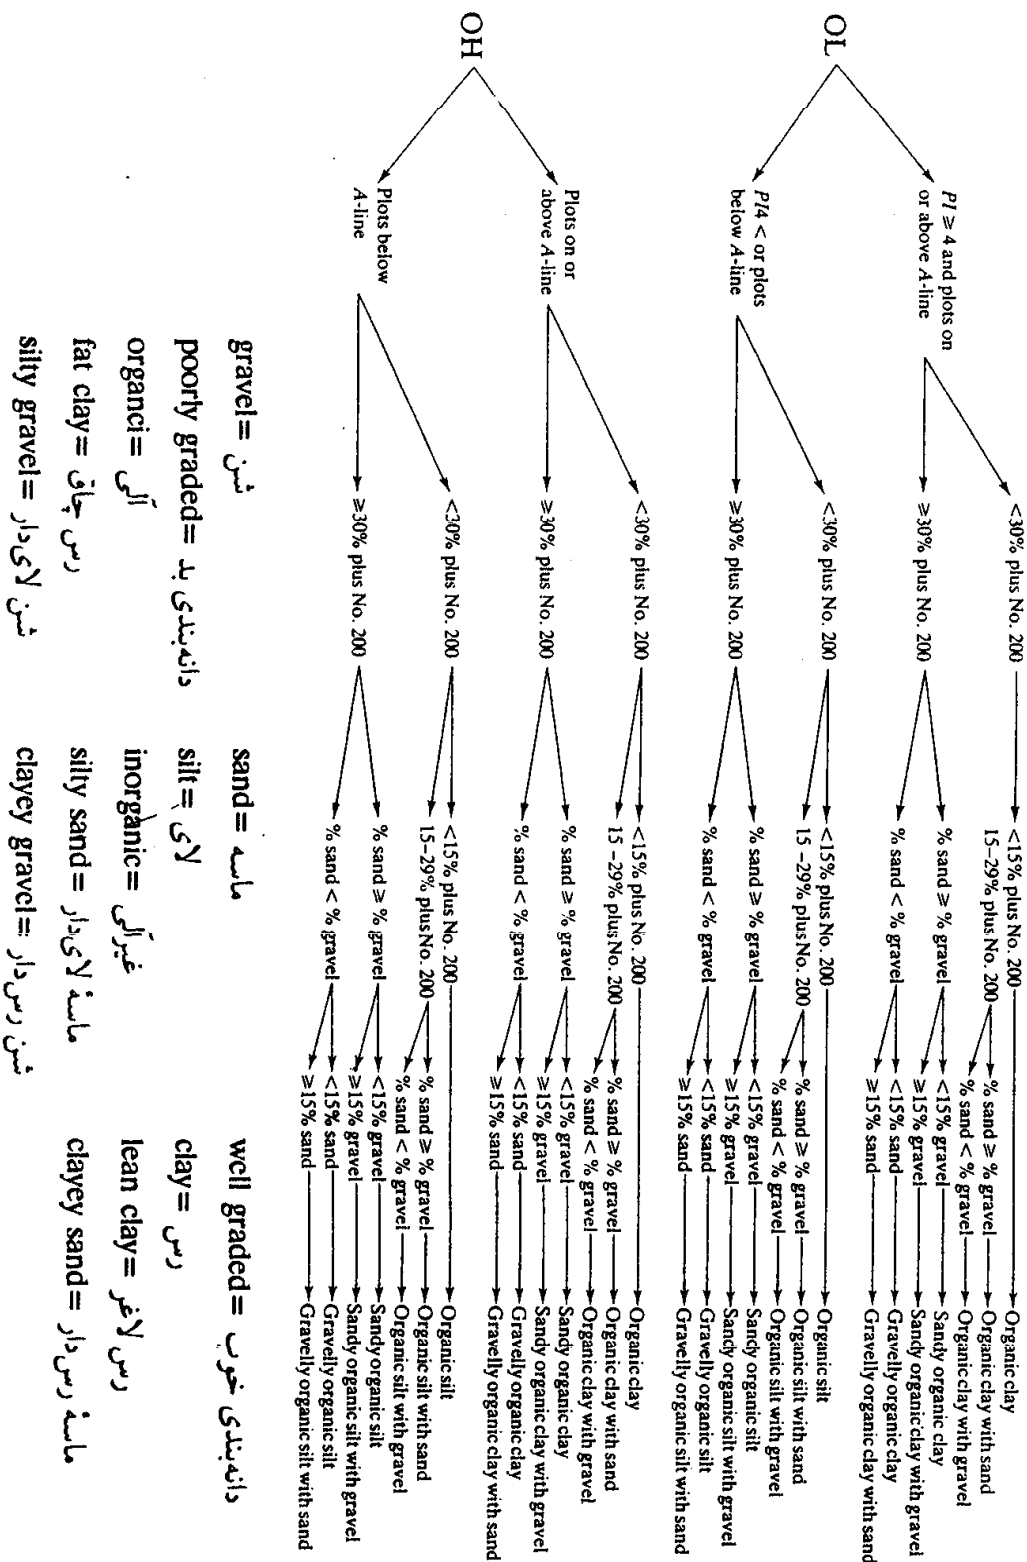 OL
PI ≥ 4 and plots on
or above A-line
<30% plus No. 200
<15% plus No. 200
Organic clay
15–29% plus No. 200
% sand ≥ % gravel
Organic clay with sand
% sand < % gravel
Organic clay with gravel
≥30% plus No. 200
% sand ≥ % gravel
<15% gravel
Sandy organic clay
≥15% gravel
Sandy organic clay with gravel
% sand < % gravel
<15% sand
Gravelly organic clay
≥15% sand
Gravelly organic clay with sand
PI4 < or plots
below A-line
<30% plus No. 200
<15% plus No. 200
Organic silt
15–29% plus No. 200
% sand ≥ % gravel
Organic silt with sand
% sand < % gravel
Organic silt with gravel
≥30% plus No. 200
% sand ≥ % gravel
<15% gravel
Sandy organic silt
≥15% gravel
Sandy organic silt with gravel
% sand < % gravel
<15% sand
Gravelly organic silt
≥15% sand
Gravelly organic silt with sand
OH
Plots on or
above A-line
<30% plus No. 200
<15% plus No. 200
Organic clay
15–29% plus No. 200
% sand ≥ % gravel
Organic clay with sand
% sand < % gravel
Organic clay with gravel
≥30% plus No. 200
% sand ≥ % gravel
<15% gravel
Sandy organic clay
≥15% gravel
Sandy organic clay with gravel
% sand < % gravel
<15% sand
Gravelly organic clay
≥15% sand
Gravelly organic clay with sand
Plots below
A-line
<30% plus No. 200
<15% plus No. 200
Organic silt
15–29% plus No. 200
% sand ≥ % gravel
Organic silt with sand
% sand < % gravel
Organic silt with gravel
≥30% plus No. 200
% sand ≥ % gravel
<15% gravel
Sandy organic silt
≥15% gravel
Sandy organic silt with gravel
% sand < % gravel
<15% sand
Gravelly organic silt
≥15% sand
Gravelly organic silt with sand
gravel= شن sand= ماسه well graded= دانه‌بندی خوب
poorly graded= دانه‌بندی بد silt= لای clay= رس
organci= آلی inorganic= غیرآلی lean clay= رس لاغر
fat clay= رس چاق silty sand= ماسهٔ لای‌دار clayey sand= ماسهٔ رس‌دار
silty gravel= شن لای‌دار clayey gravel= شن رس‌دار